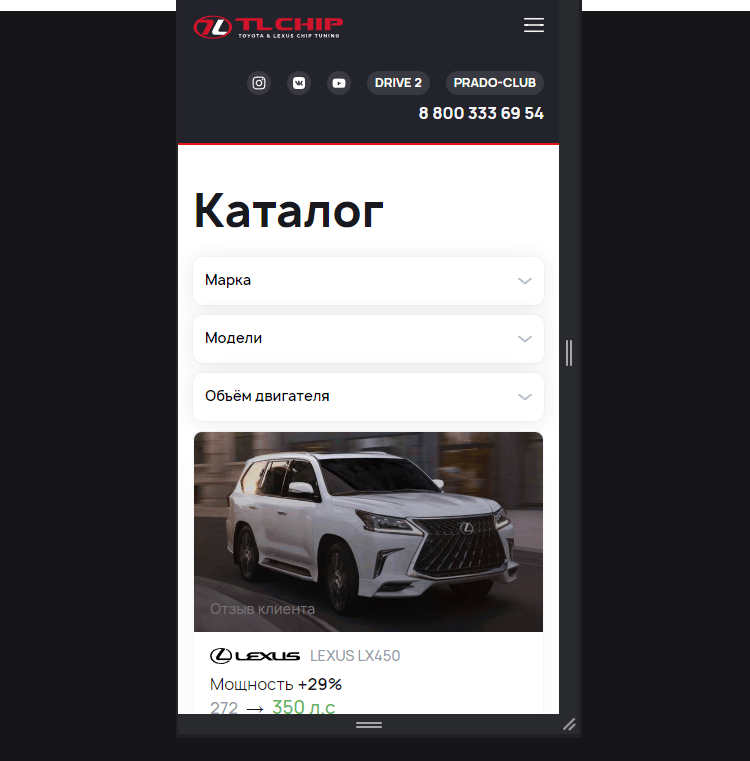 TL CHIP
TOYOTA & LEXUS CHIP TUNING
DRIVE 2
PRADO-CLUB
8 800 333 69 54
Каталог
Марка
Модели
Объём двигателя
Отзыв клиента
LEXUS LEXUS LX450
Мощность +29%
272 → 350 л.с